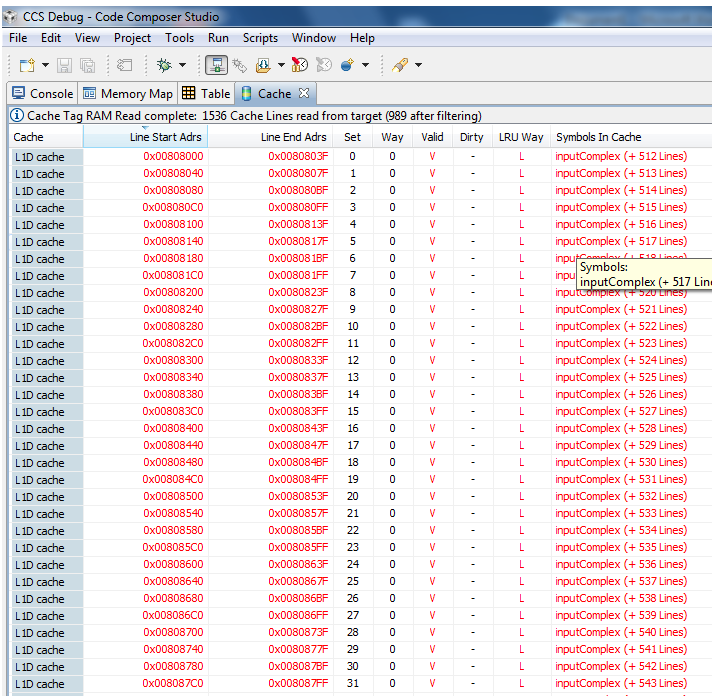 CCS Debug - Code Composer Studio
File Edit View Project Tools Run Scripts Window Help
Console Memory Map Table Cache
Cache Tag RAM Read complete: 1536 Cache Lines read from target (989 after filtering)
Cache Line Start Adrs Line End Adrs Set Way Valid Dirty LRU Way Symbols In Cache
L1D cache 0x00808000 0x0080803F 0 0 V - L inputComplex (+ 512 Lines)
L1D cache 0x00808040 0x0080807F 1 0 V - L inputComplex (+ 513 Lines)
L1D cache 0x00808080 0x008080BF 2 0 V - L inputComplex (+ 514 Lines)
L1D cache 0x008080C0 0x008080FF 3 0 V - L inputComplex (+ 515 Lines)
L1D cache 0x00808100 0x0080813F 4 0 V - L inputComplex (+ 516 Lines)
L1D cache 0x00808140 0x0080817F 5 0 V - L inputComplex (+ 517 Lines)
L1D cache 0x00808180 0x008081BF 6 0 V - L inputComplex (+ 518 Lines)
Symbols:
L1D cache 0x008081C0 0x008081FF 7 0 V - L
inputComplex (+ 517
L1D cache 0x00808200 0x0080823F 8 0 V - L inputComplex (+ 520 Lines)
L1D cache 0x00808240 0x0080827F 9 0 V - L inputComplex (+ 521 Lines)
L1D cache 0x00808280 0x008082BF 10 0 V - L inputComplex (+ 522 Lines)
L1D cache 0x008082C0 0x008082FF 11 0 V - L inputComplex (+ 523 Lines)
L1D cache 0x00808300 0x0080833F 12 0 V - L inputComplex (+ 524 Lines)
L1D cache 0x00808340 0x0080837F 13 0 V - L inputComplex (+ 525 Lines)
L1D cache 0x00808380 0x008083BF 14 0 V - L inputComplex (+ 526 Lines)
L1D cache 0x008083C0 0x008083FF 15 0 V - L inputComplex (+ 527 Lines)
L1D cache 0x00808400 0x0080843F 16 0 V - L inputComplex (+ 528 Lines)
L1D cache 0x00808440 0x0080847F 17 0 V - L inputComplex (+ 529 Lines)
L1D cache 0x00808480 0x008084BF 18 0 V - L inputComplex (+ 530 Lines)
L1D cache 0x008084C0 0x008084FF 19 0 V - L inputComplex (+ 531 Lines)
L1D cache 0x00808500 0x0080853F 20 0 V - L inputComplex (+ 532 Lines)
L1D cache 0x00808540 0x0080857F 21 0 V - L inputComplex (+ 533 Lines)
L1D cache 0x00808580 0x008085BF 22 0 V - L inputComplex (+ 534 Lines)
L1D cache 0x008085C0 0x008085FF 23 0 V - L inputComplex (+ 535 Lines)
L1D cache 0x00808600 0x0080863F 24 0 V - L inputComplex (+ 536 Lines)
L1D cache 0x00808640 0x0080867F 25 0 V - L inputComplex (+ 537 Lines)
L1D cache 0x00808680 0x008086BF 26 0 V - L inputComplex (+ 538 Lines)
L1D cache 0x008086C0 0x008086FF 27 0 V - L inputComplex (+ 539 Lines)
L1D cache 0x00808700 0x0080873F 28 0 V - L inputComplex (+ 540 Lines)
L1D cache 0x00808740 0x0080877F 29 0 V - L inputComplex (+ 541 Lines)
L1D cache 0x00808780 0x008087BF 30 0 V - L inputComplex (+ 542 Lines)
L1D cache 0x008087C0 0x008087FF 31 0 V - L inputComplex (+ 543 Lines)